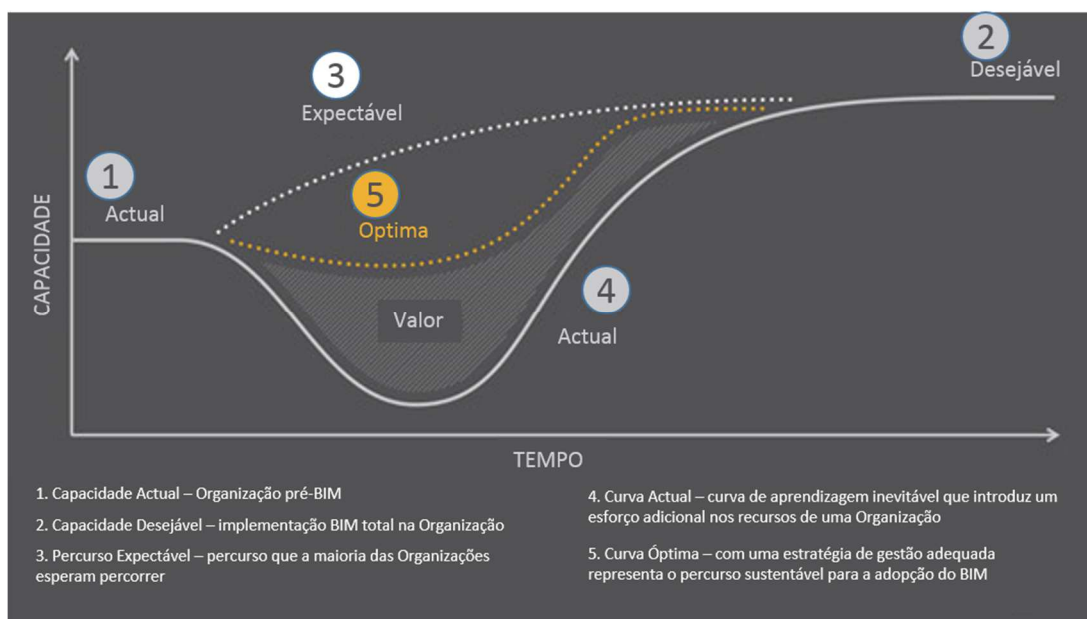 2
Desejável
3
Expectável
1
Actual
5
Optima
4
Actual
Valor
CAPACIDADE
TEMPO
1. Capacidade Actual – Organização pré-BIM
2. Capacidade Desejável – implementação BIM total na Organização
3. Percurso Expectável – percurso que a maioria das Organizações
esperam percorrer
4. Curva Actual – curva de aprendizagem inevitável que introduz um
esforço adicional nos recursos de uma Organização
5. Curva Óptima – com uma estratégia de gestão adequada
representa o percurso sustentável para a adopção do BIM